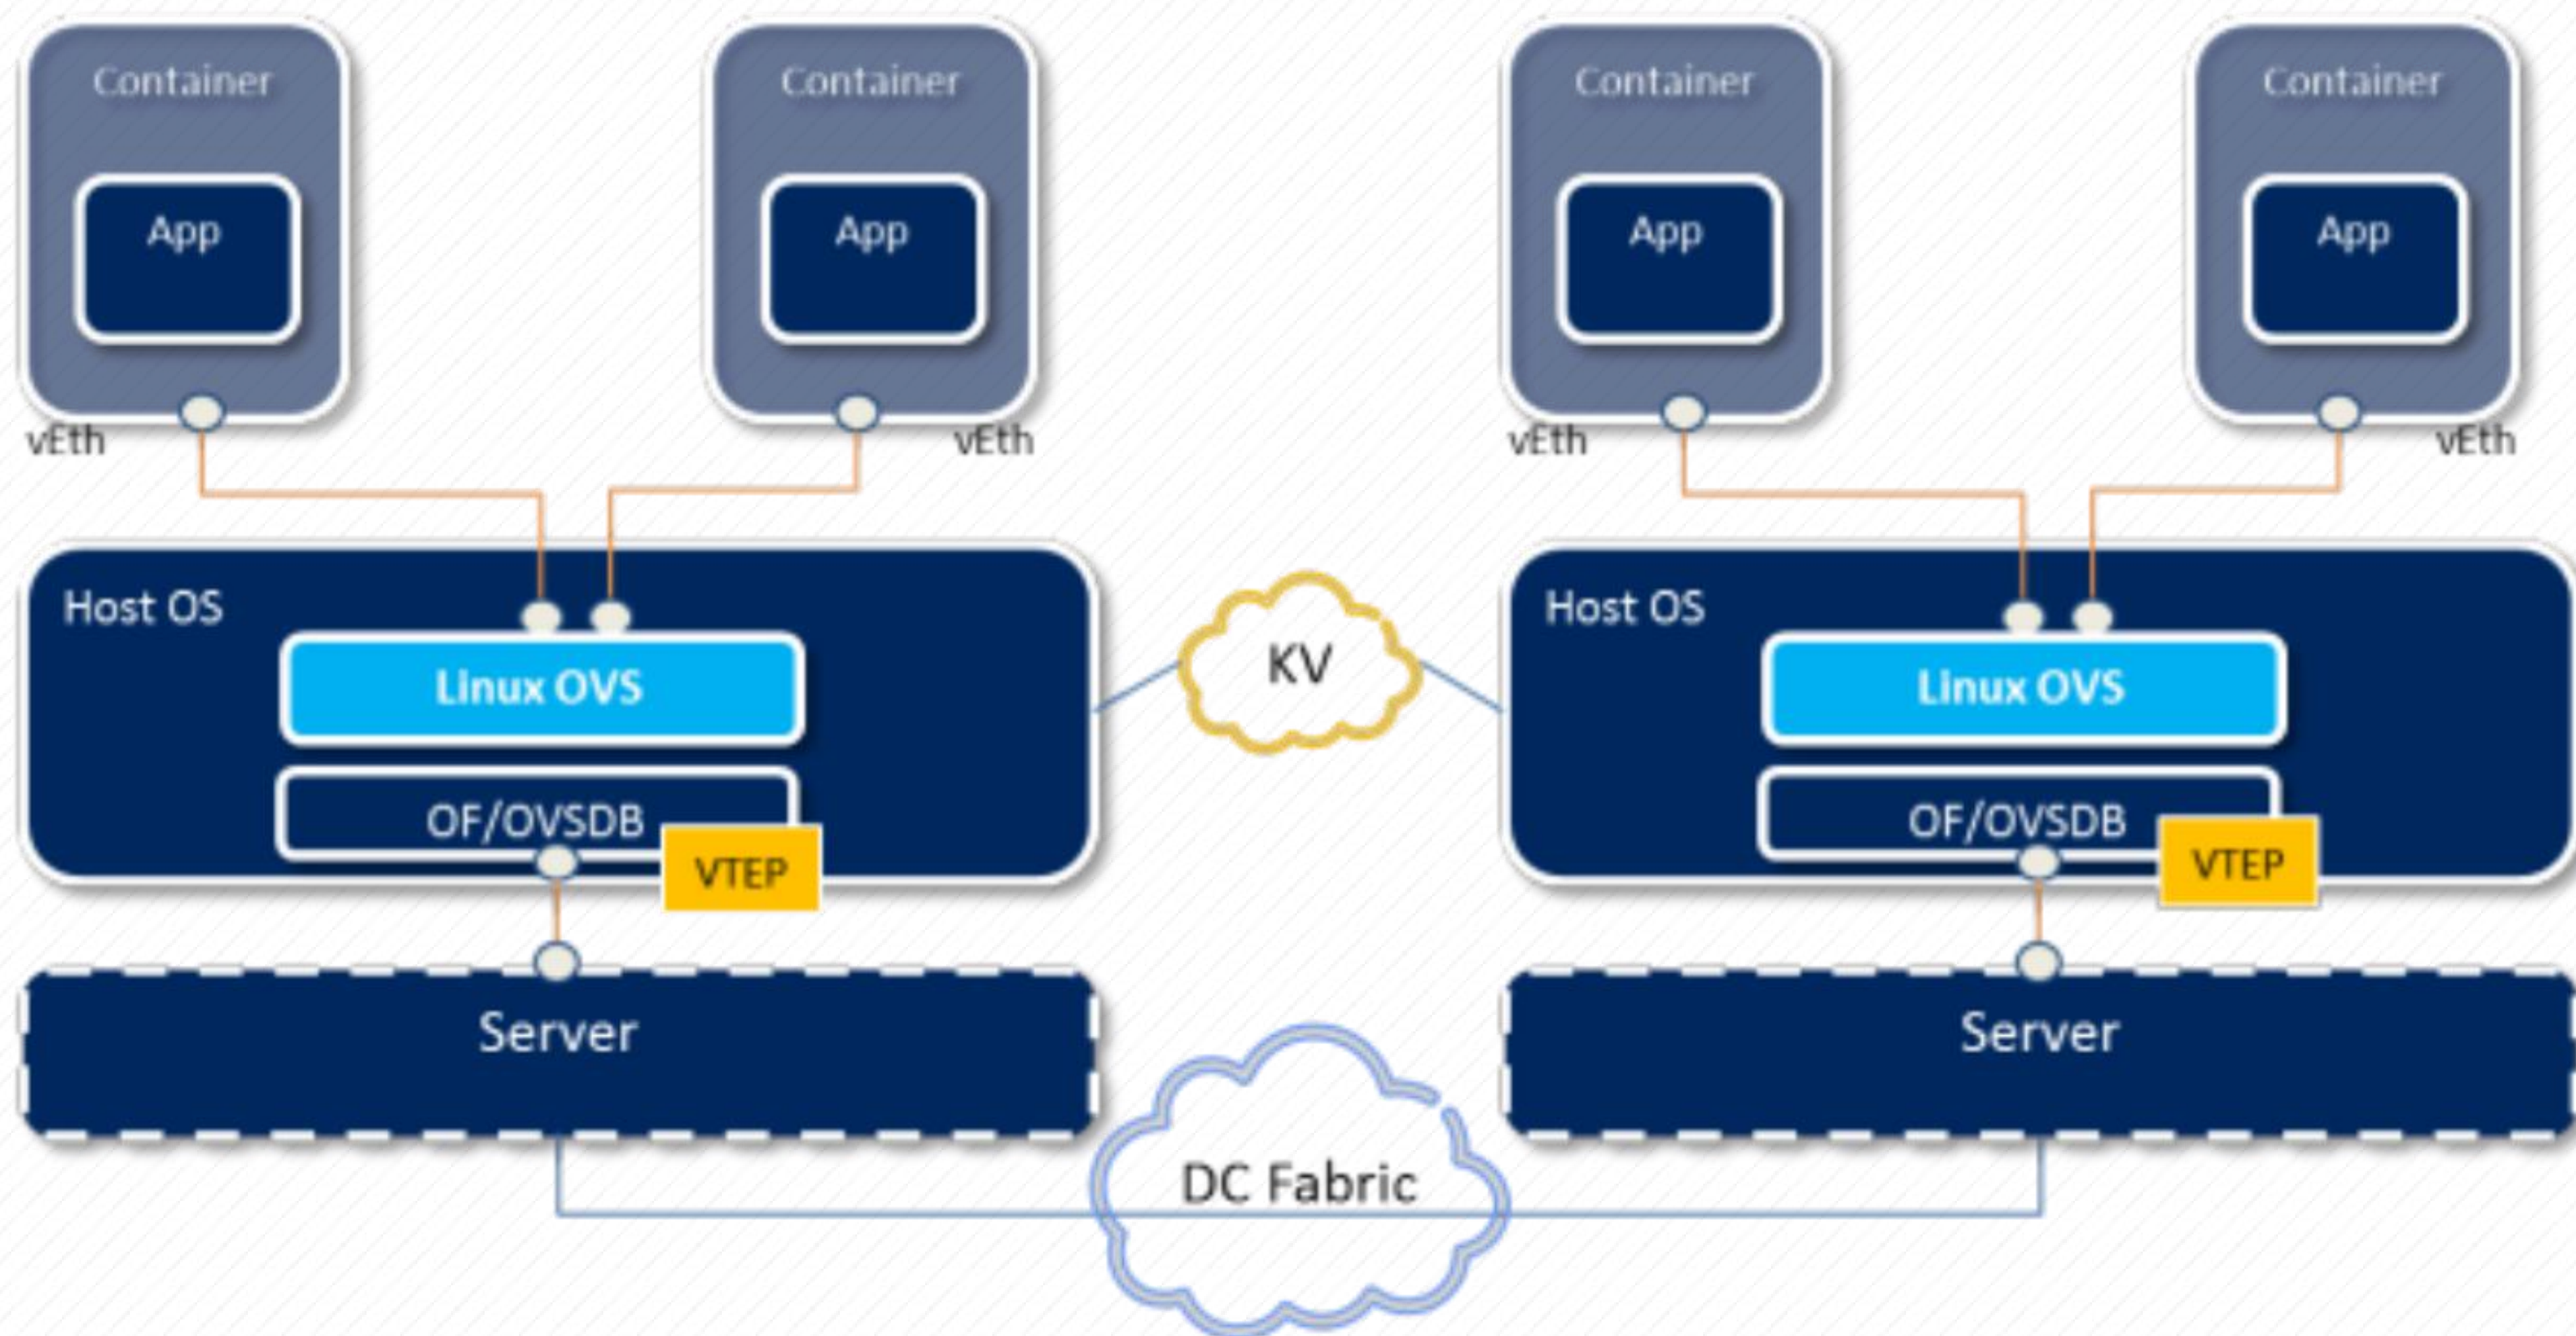 Container
Container
Container
Container
App
App
App
App
vEth
vEth
vEth
vEth
Host OS
Linux OVS
OF/OVSDB
VTEP
KV
Host OS
Linux OVS
OF/OVSDB
VTEP
Server
Server
DC Fabric